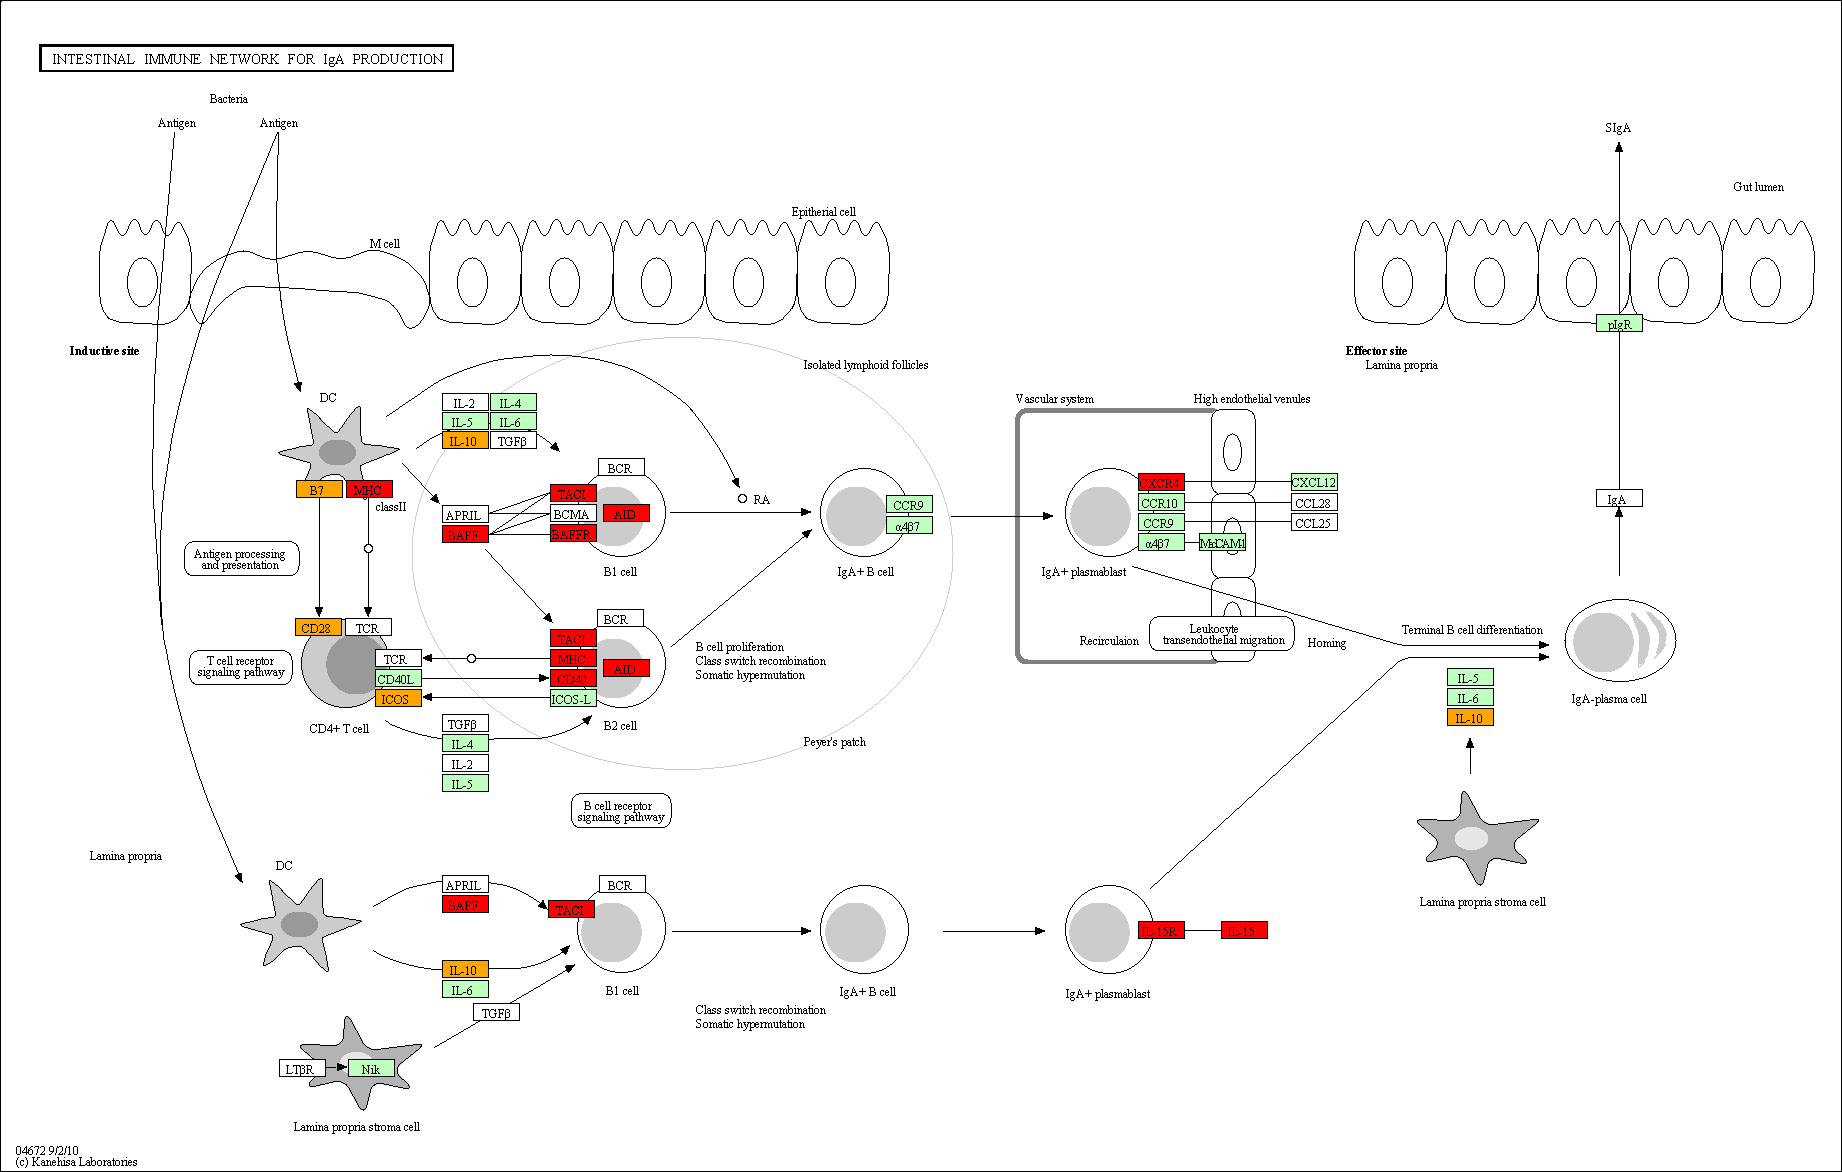 INTESTINAL IMMUNE NETWORK FOR IgA PRODUCTION
Bacteria
Antigen
Antigen
SIgA
Gut lumen
Epitherial cell
M cell
pIgR
Inductive site
Effector site
Lamina propria
Isolated lymphoid follicles
DC
IL-2
IL-4
IL-5
IL-6
IL-10
TGFβ
Vascular system
High endothelial venules
B7
MHC
classII
BCR
TACI
APRIL
BCMA
AID
BAFF
BAFFR
B1 cell
RA
CCR9
α4β7
IgA+ B cell
CXCR4
CXCL12
CCR10
CCL28
CCR9
CCL25
α4β7
MAdCAM1
IgA+ plasmablast
IgA
Antigen processing
and presentation
CD28
TCR
BCR
TACI
TCR
MHC
AID
CD40L
CD40
ICOS
ICOS-L
B2 cell
T cell receptor
signaling pathway
CD4+ T cell
B cell proliferation
Class switch recombination
Somatic hypermutation
TGFβ
IL-4
IL-2
IL-5
Peyer's patch
B cell receptor
signaling pathway
Recirculaion
Leukocyte
transendothelial migration
Homing
Terminal B cell differentiation
IL-5
IL-6
IL-10
IgA-plasma cell
Lamina propria stroma cell
Lamina propria
DC
APRIL
BAFF
TACI
BCR
IL-10
IL-6
TGFβ
B1 cell
IgA+ B cell
IL-15R
IL-15
IgA+ plasmablast
Class switch recombination
Somatic hypermutation
LTβR
Nik
Lamina propria stroma cell
04672 9/2/10
(c) Kanehisa Laboratories